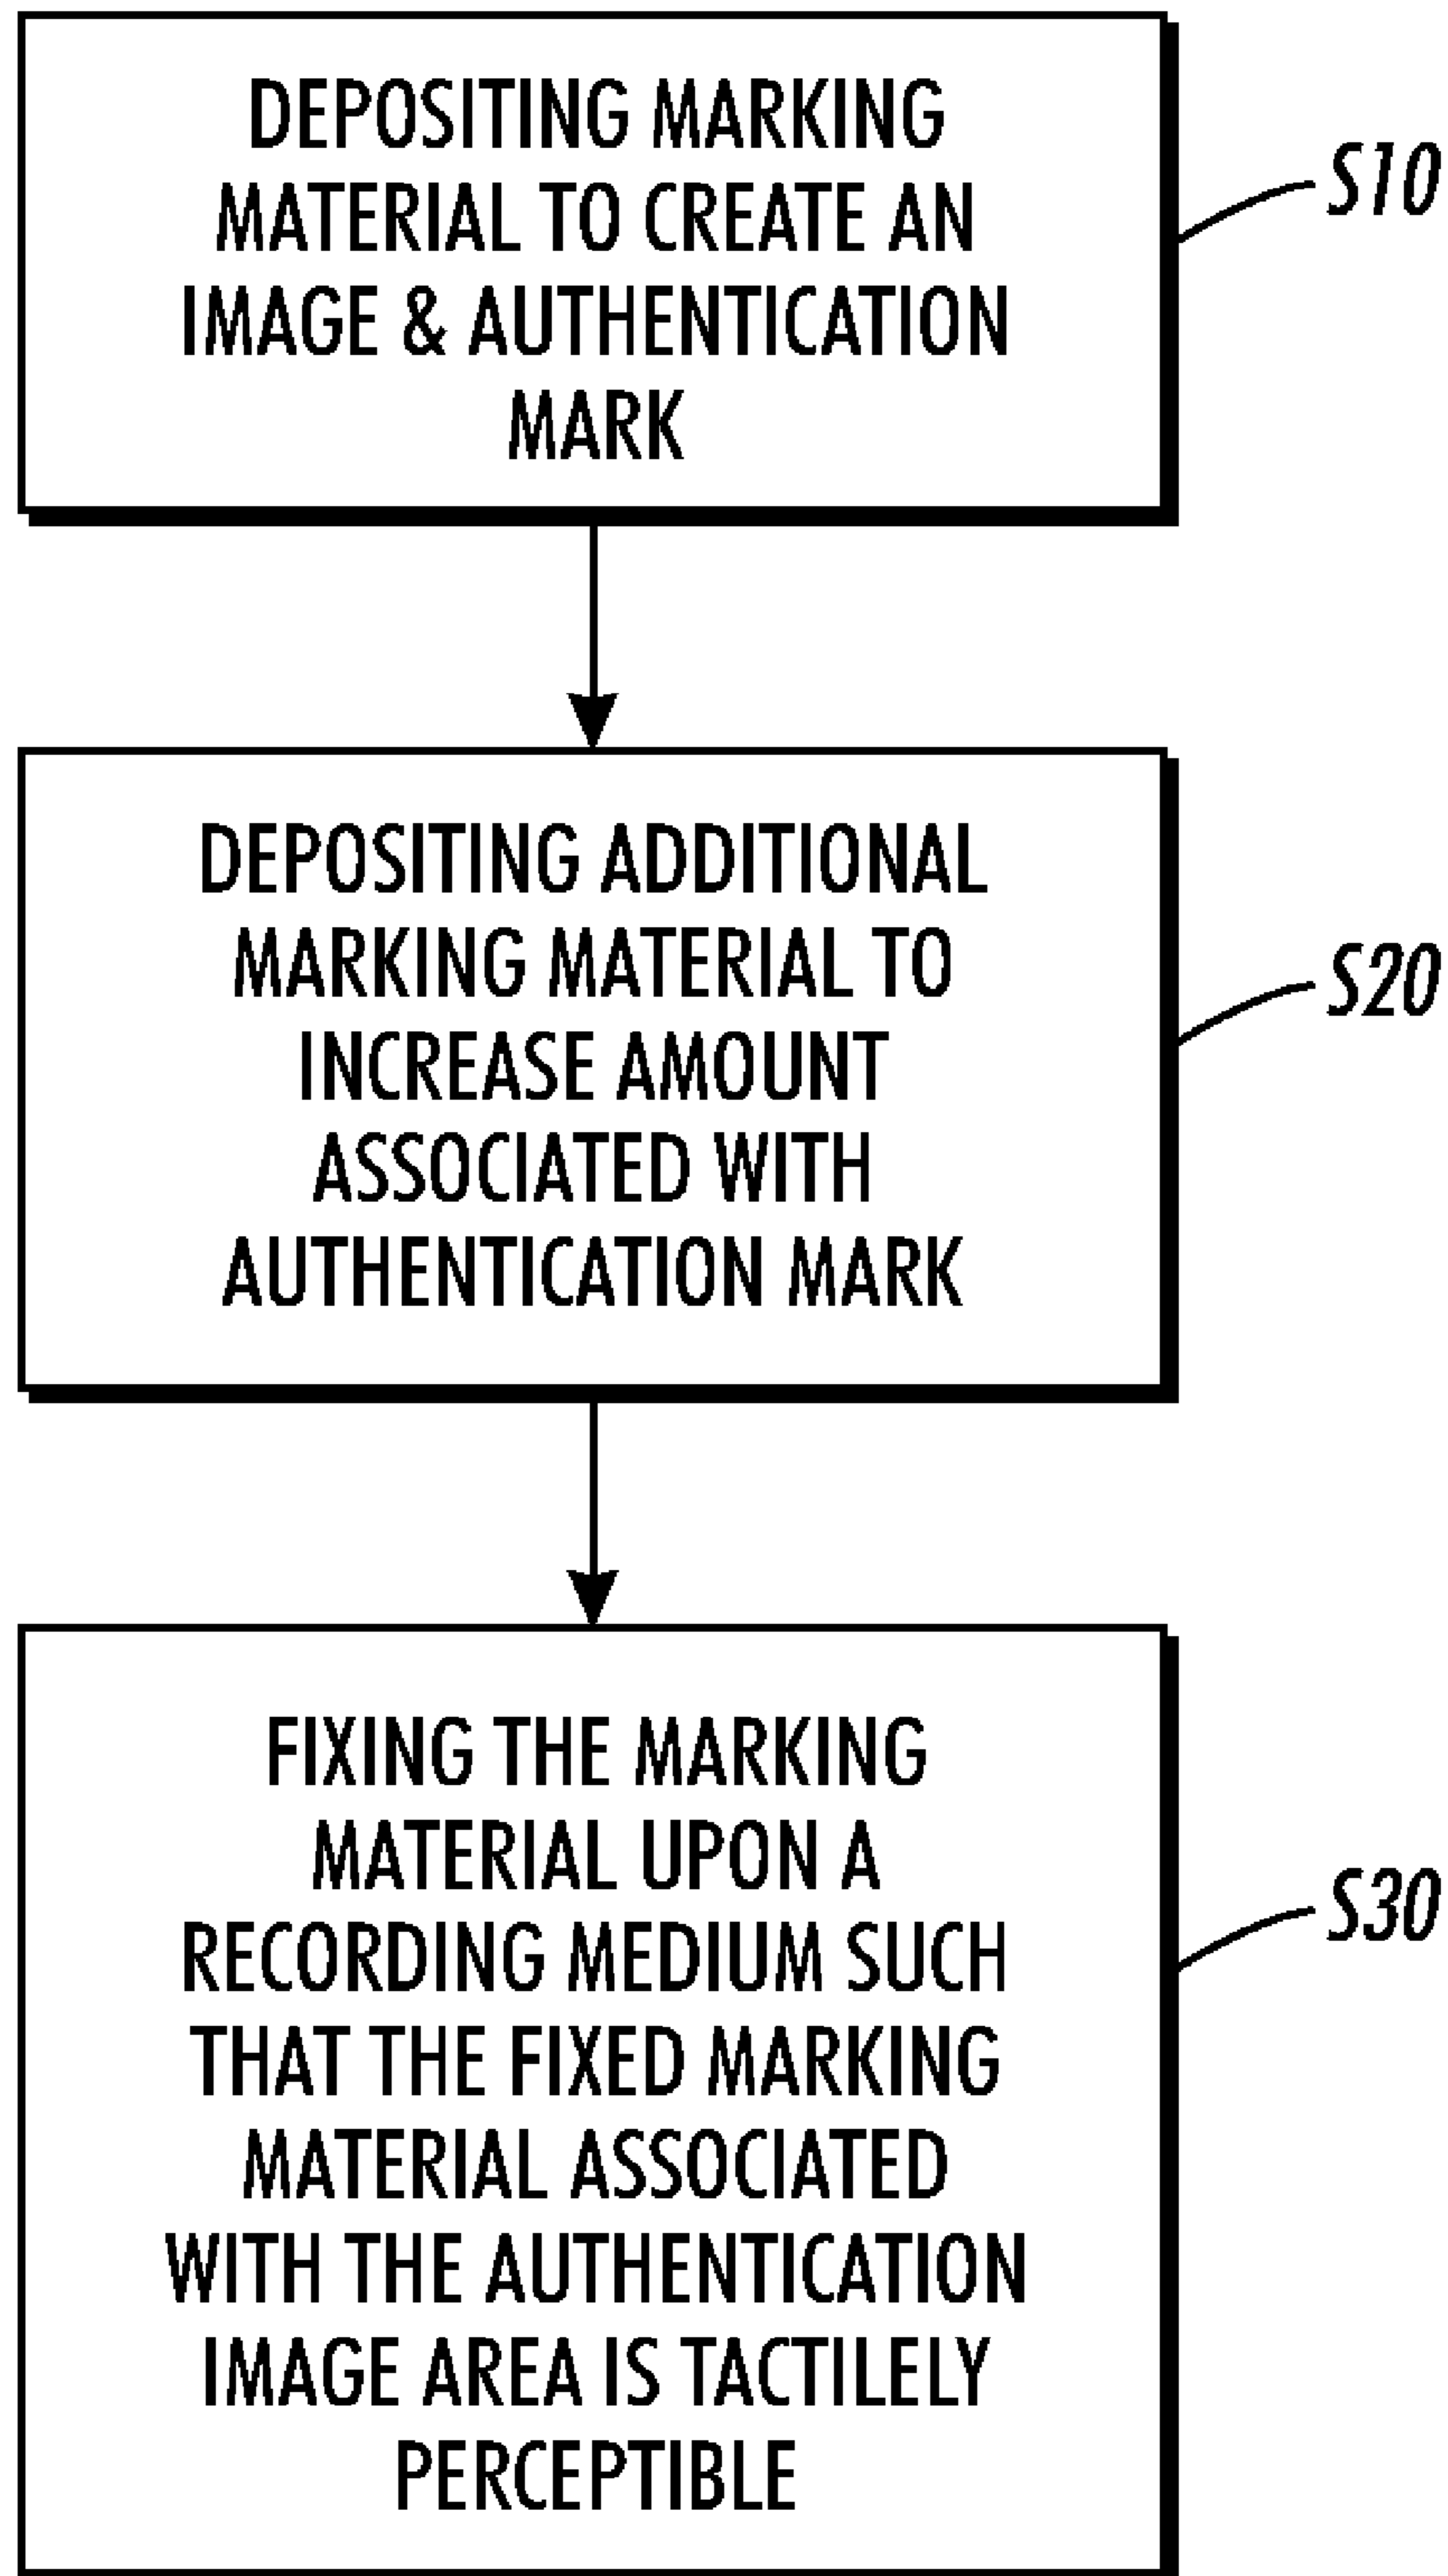 DEPOSITING MARKING
MATERIAL TO CREATE AN
IMAGE & AUTHENTICATION
MARK
S10
DEPOSITING ADDITIONAL
MARKING MATERIAL TO
INCREASE AMOUNT
ASSOCIATED WITH
AUTHENTICATION MARK
S20
FIXING THE MARKING
MATERIAL UPON A
RECORDING MEDIUM SUCH
THAT THE FIXED MARKING
MATERIAL ASSOCIATED
WITH THE AUTHENTICATION
IMAGE AREA IS TACTILELY
PERCEPTIBLE
S30